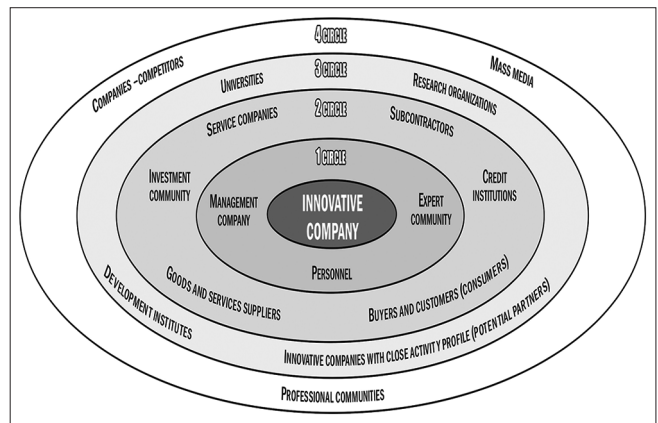 4 CIRCLE
COMPANIES –COMPETITORS
MASS MEDIA
3 CIRCLE
UNIVERSITIES
RESEARCH ORGANIZATIONS
2 CIRCLE
SERVICE COMPANIES
SUBCONTRACTORS
1 CIRCLE
INVESTMENT
COMMUNITY
CREDIT
INSTITUTIONS
MANAGEMENT
COMPANY
INNOVATIVE
COMPANY
EXPERT
COMMUNITY
PERSONNEL
GOODS AND SERVICES SUPPLIERS
BUYERS AND CUSTOMERS (CONSUMERS)
DEVELOPMENT INSTITUTES
INNOVATIVE COMPANIES WITH CLOSE ACTIVITY PROFILE (POTENTIAL PARTNERS)
PROFESSIONAL COMMUNITIES